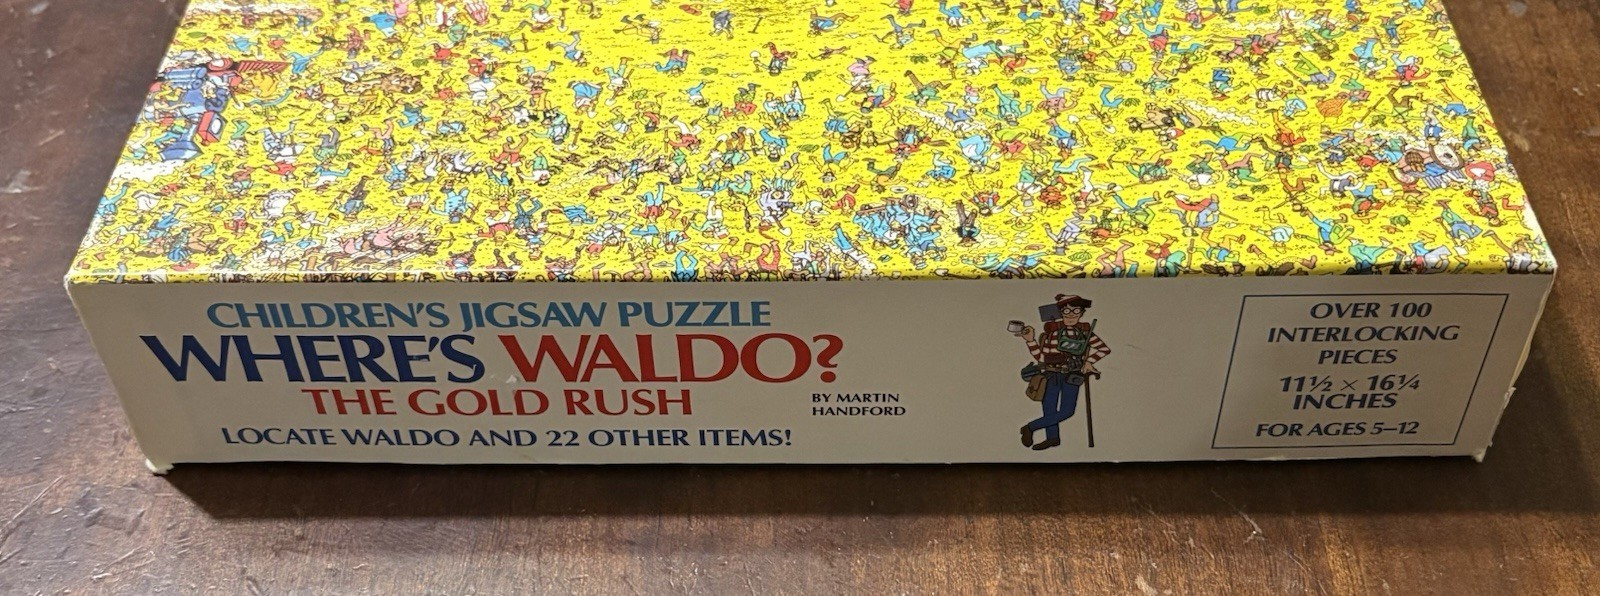 CHILDREN'S JIGSAW PUZZLE
WHERE'S WALDO?
THE GOLD RUSH
BY MARTIN
HANDFORD
LOCATE WALDO AND 22 OTHER ITEMS!
OVER 100
INTERLOCKING
PIECES
11½ × 16¼
INCHES
FOR AGES 5–12